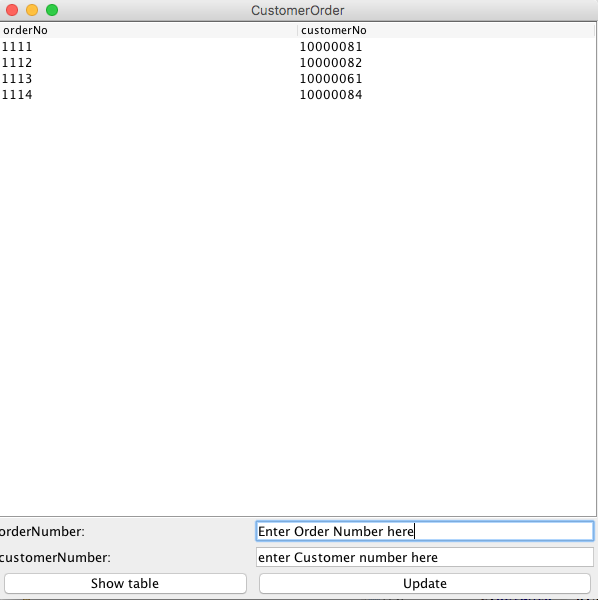 CustomerOrder
orderNo customerNo
1111 10000081
1112 10000082
1113 10000061
1114 10000084
orderNumber: Enter Order Number here
customerNumber: enter Customer number here
Show table Update